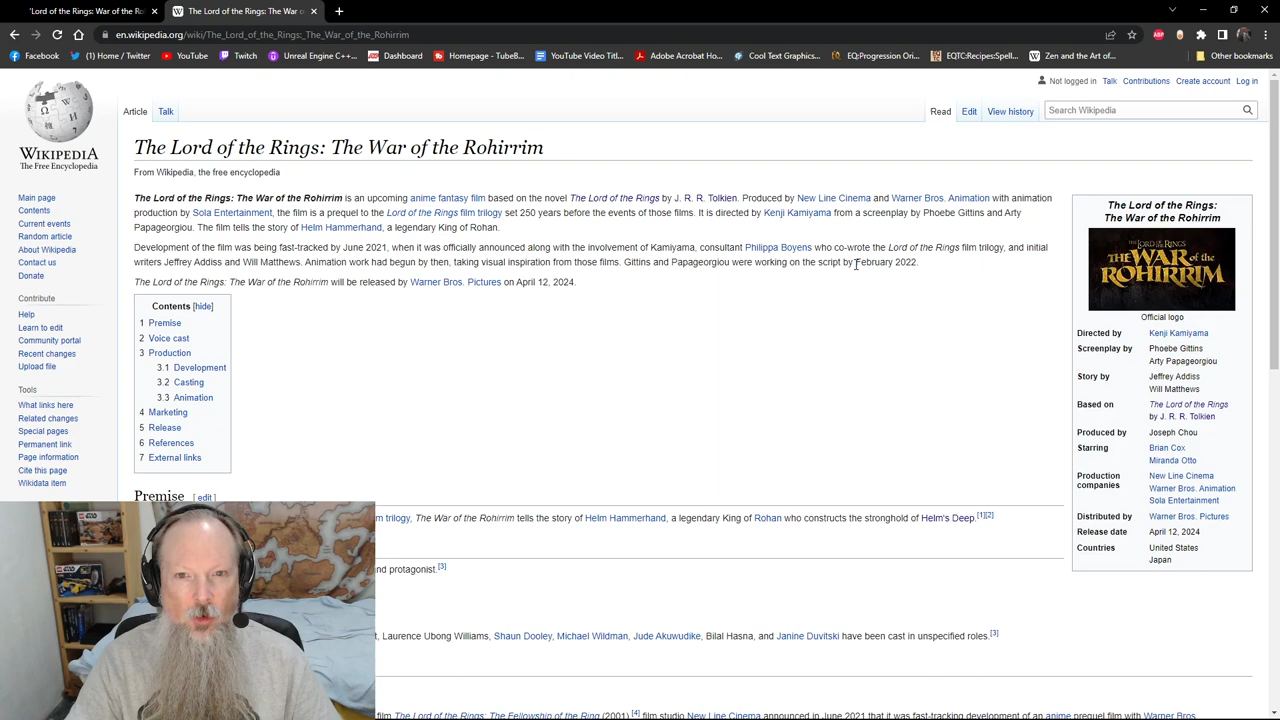 'Lord of the Rings: The War of the Ro
The Lord of the Rings: The War of
en.wikipedia.org/wiki/The_Lord_of_the_Rings:_The_War_of_the_Rohirrim
Facebook
(1) Home / Twitter
YouTube
Dashboard
Homepage - TubeB...
YouTube Video Prod...
Adobe Acrobat Ho...
Cool Text Graphics...
EQ|TC:Progression Ori...
EQTC:Recipes:Spells...
Zen and the Art of...
Other bookmarks
Not logged in Talk Contributions Create account Log in
Article Talk
Read Edit View history
Search Wikipedia
WIKIPEDIA
The Free Encyclopedia
Main page
Contents
Current events
Random article
About Wikipedia
Contact us
Donate
Contribute
Help
Learn to edit
Community portal
Recent changes
Upload file
Tools
What links here
Related changes
Special pages
Permanent link
Page information
Cite this page
Wikidata item
The Lord of the Rings: The War of the Rohirrim
From Wikipedia, the free encyclopedia
The Lord of the Rings: The War of the Rohirrim is an upcoming anime fantasy film based on the novel The Lord of the Rings by J. R. R. Tolkien. Produced by New Line Cinema and Warner Bros. Animation with animation
production by Sola Entertainment, the film is a prequel to the Lord of the Rings film trilogy set 250 years before the events of those films. It is directed by Kenji Kamiyama from a screenplay by Phoebe Gittins and Arty
Papageorgiou. The film tells the story of Helm Hammerhand, a legendary King of Rohan.
Development of the film was being fast-tracked by June 2021, when it was officially announced along with the involvement of Kamiyama, consultant Philippa Boyens who co-wrote the Lord of the Rings film trilogy, and initial
writers Jeffrey Addiss and Will Matthews. Animation work had begun by then, taking visual inspiration from those films. Gittins and Papageorgiou were working on the script by February 2022.
The Lord of the Rings: The War of the Rohirrim will be released by Warner Bros. Pictures on April 12, 2024.
Contents [hide]
1 Premise
2 Voice cast
3 Production
3.1 Development
3.2 Casting
3.3 Animation
4 Marketing
5 Release
6 References
7 External links
Premise [ edit ]
m trilogy, The War of the Rohirrim tells the story of Helm Hammerhand, a legendary King of Rohan who constructs the stronghold of Helm's Deep.[1][2]
nd protagonist.[3]
t, Laurence Ubong Williams, Shaun Dooley, Michael Wildman, Jude Akuwudike, Bilal Hasna, and Janine Duvitski have been cast in unspecified roles.[3]
film The Lord of the Rings: The Fellowship of the Ring (2001),[4] film studio New Line Cinema announced in June 2021 that it was fast-tracking development of an anime prequel film with Warner Bros.
The Lord of the Rings:
The War of the Rohirrim
THE LORD OF THE RINGS
THE WAR OF THE
ROHIRRIM
Official logo
Directed by Kenji Kamiyama
Screenplay by Phoebe Gittins
Arty Papageorgiou
Story by Jeffrey Addiss
Will Matthews
Based on The Lord of the Rings
by J. R. R. Tolkien
Produced by Joseph Chou
Starring Brian Cox
Miranda Otto
Production companies New Line Cinema
Warner Bros. Animation
Sola Entertainment
Distributed by Warner Bros. Pictures
Release date April 12, 2024
Countries United States
Japan